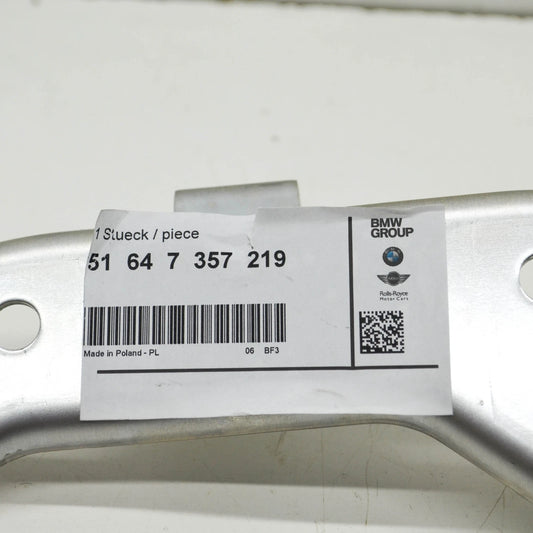 1 Stueck / piece
51 64 7 357 219
Made in Poland - PL 06 BF3
BMW
GROUP
Rolls-Royce
Motor Cars